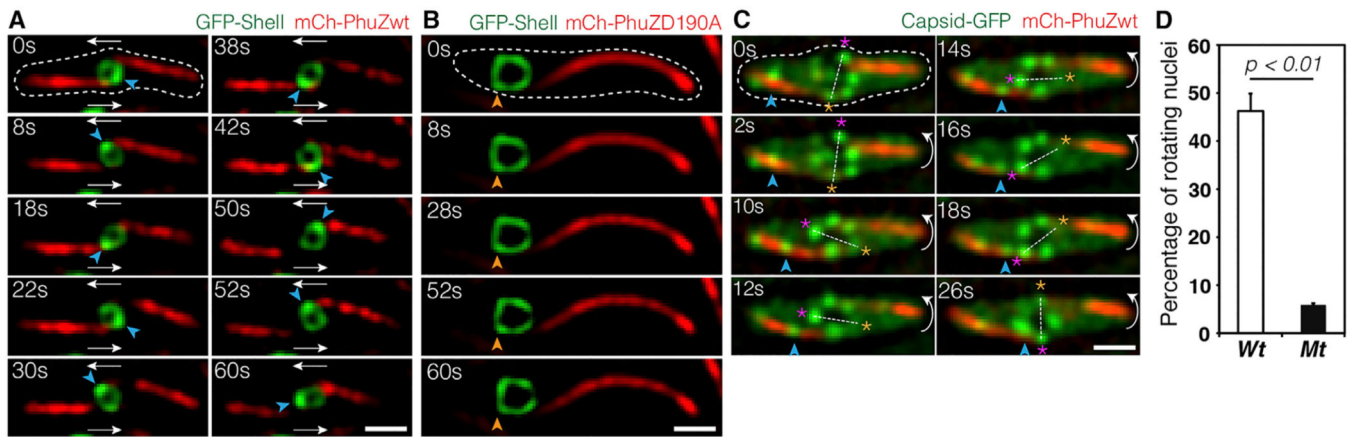 A GFP-Shell mCh-PhuZwt
0s 38s
8s 42s
18s 50s
22s 52s
30s 60s
B GFP-Shell mCh-PhuZD190A
0s
8s
28s
52s
60s
C Capsid-GFP mCh-PhuZwt
0s 14s
* *
* *
2s 16s
* *
* *
10s 18s
* *
* *
12s 26s
* *
* *
D
Percentage of rotating nuclei
60
50
40
30
20
10
0
p < 0.01
Wt Mt